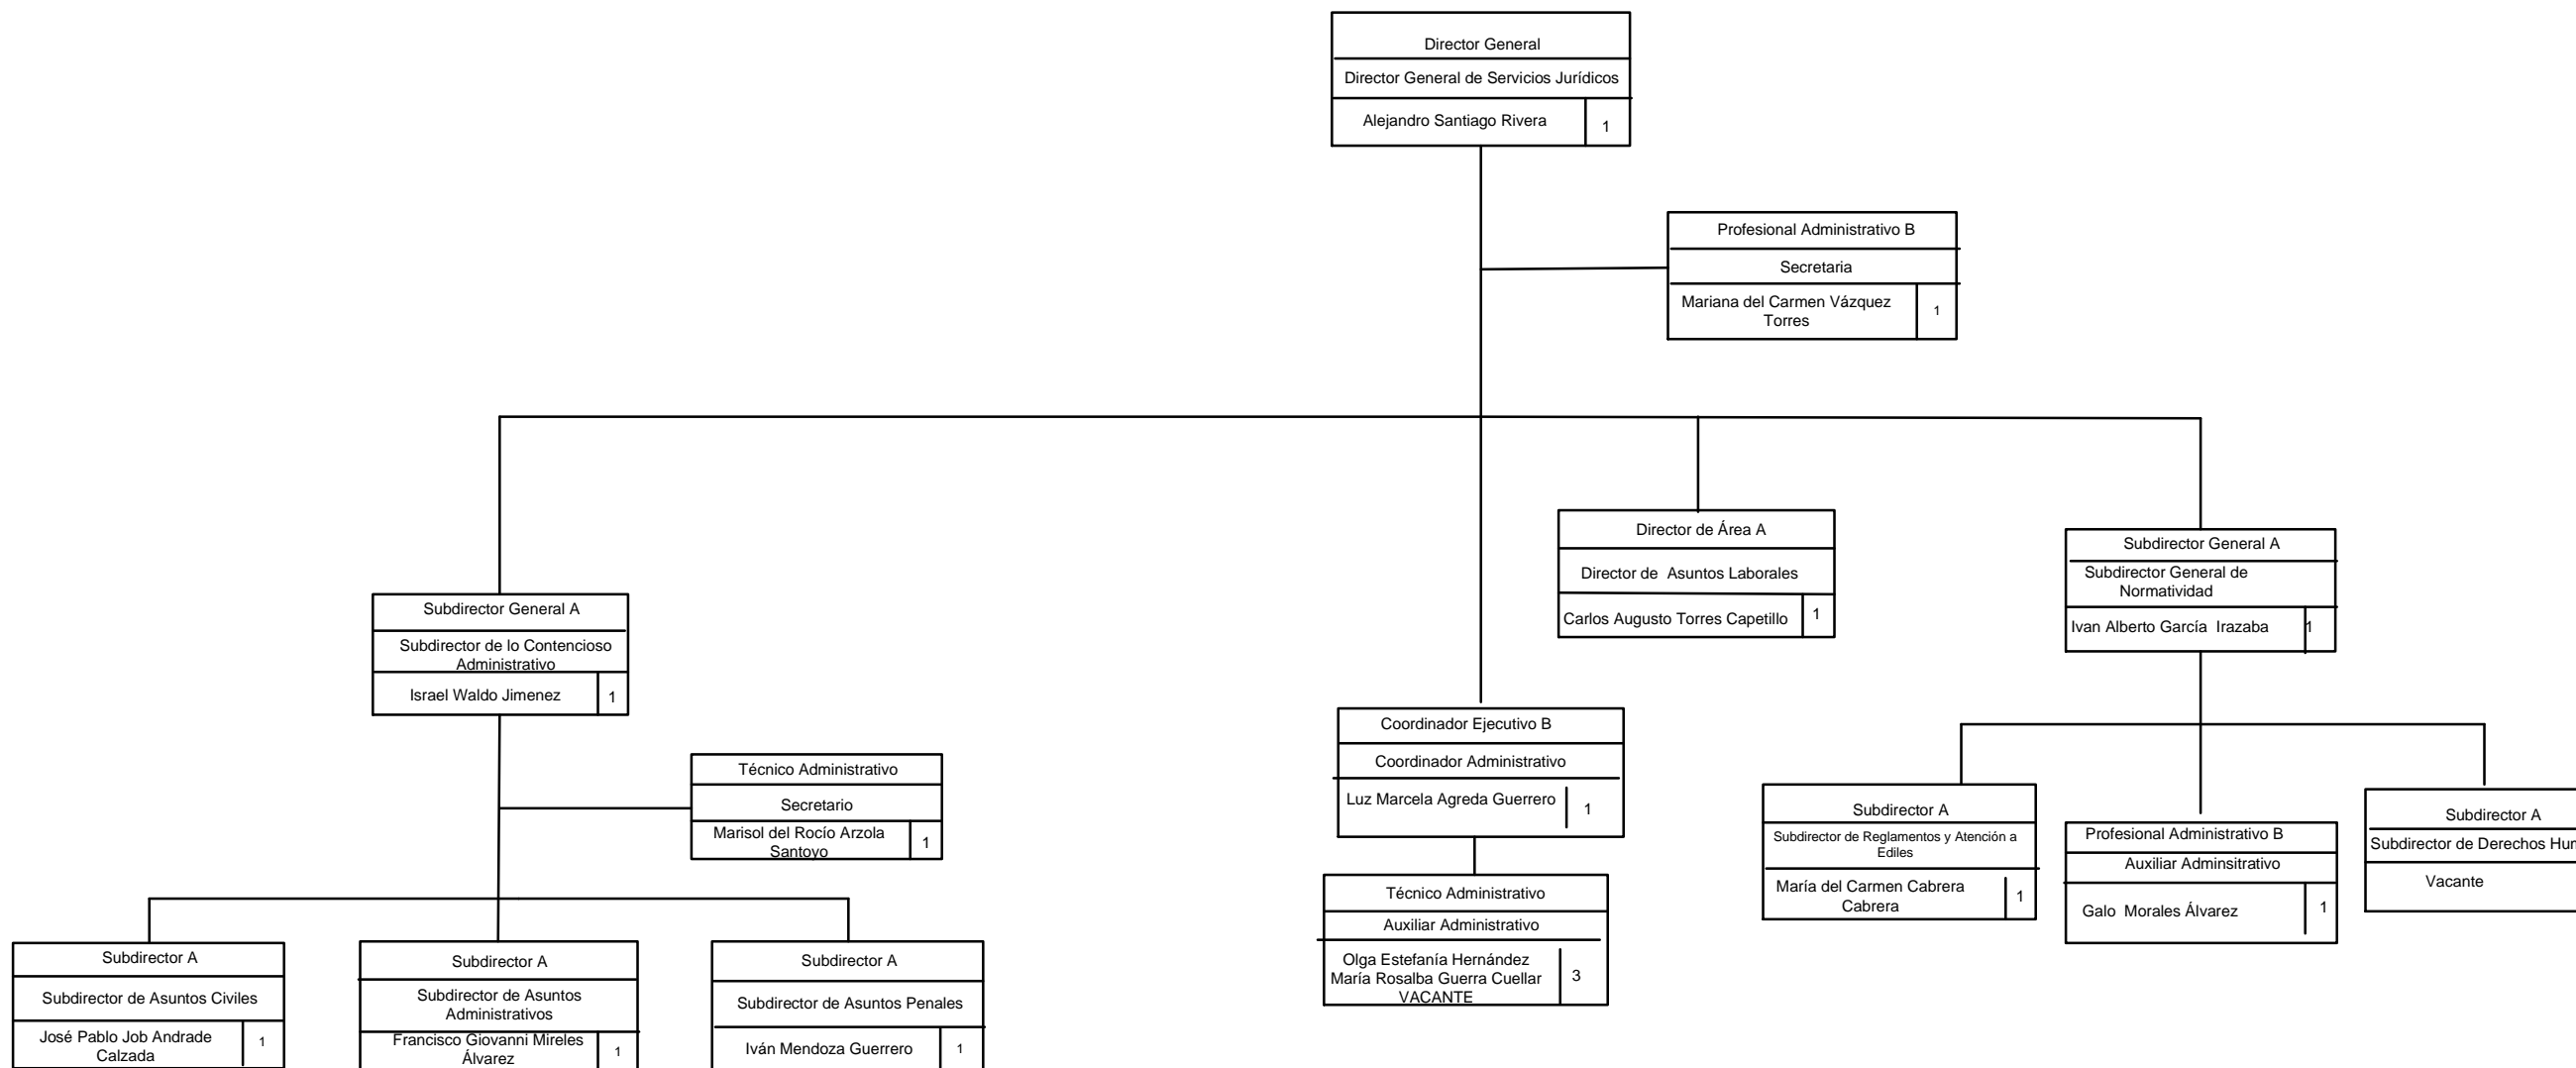 Director General
Director General de Servicios Jurídicos
Alejandro Santiago Rivera
1
Profesional Administrativo B
Secretaria
Mariana del Carmen Vázquez
Torres
1
Director de Área A
Director de  Asuntos Laborales
Carlos Augusto Torres Capetillo
1
Subdirector General A
Subdirector General de
Normatividad
Ivan Alberto García  Irazaba
1
Subdirector General A
Subdirector de lo Contencioso
Administrativo
Israel Waldo Jimenez
1
Técnico Administrativo
Secretario
Marisol del Rocío Arzola
Santoyo
1
Coordinador Ejecutivo B
Coordinador Administrativo
Luz Marcela Agreda Guerrero
1
Subdirector A
Subdirector de Reglamentos y Atención a
Ediles
María del Carmen Cabrera
Cabrera
1
Profesional Administrativo B
Auxiliar Adminsitrativo
Galo  Morales Álvarez
1
Subdirector A
Subdirector de Derechos
Vacante
Técnico Administrativo
Auxiliar Administrativo
Olga Estefanía Hernández
María Rosalba Guerra Cuellar
VACANTE
3
Subdirector A
Subdirector de Asuntos Civiles
José Pablo Job Andrade
Calzada
1
Subdirector A
Subdirector de Asuntos
Administrativos
Francisco Giovanni Mireles
Álvarez
1
Subdirector A
Subdirector de Asuntos Penales
Iván Mendoza Guerrero
1